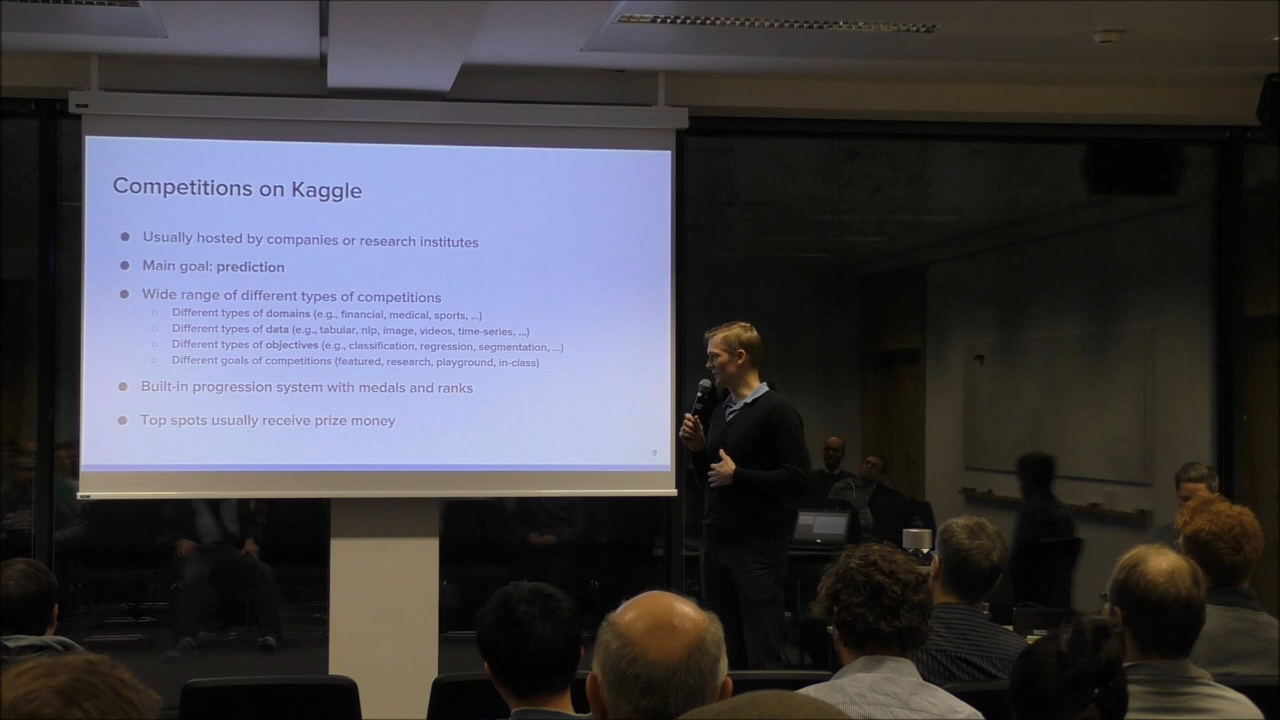 Competitions on Kaggle
● Usually hosted by companies or research institutes
● Main goal: prediction
● Wide range of different types of competitions
○ Different types of domains (e.g., financial, medical, sports, ...)
○ Different types of data (e.g., tabular, nlp, image, videos, time-series, ...)
○ Different types of objectives (e.g., classification, regression, segmentation, ...)
○ Different goals of competitions (featured, research, playground, in-class)
● Built-in progression system with medals and ranks
● Top spots usually receive prize money
9